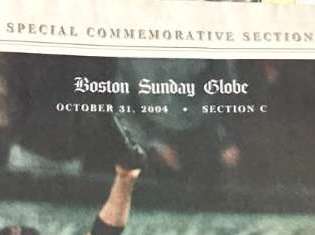 SPECIAL COMMEMORATIVE SECTION
Boston Sunday Globe
OCTOBER 31, 2004 • SECTION C